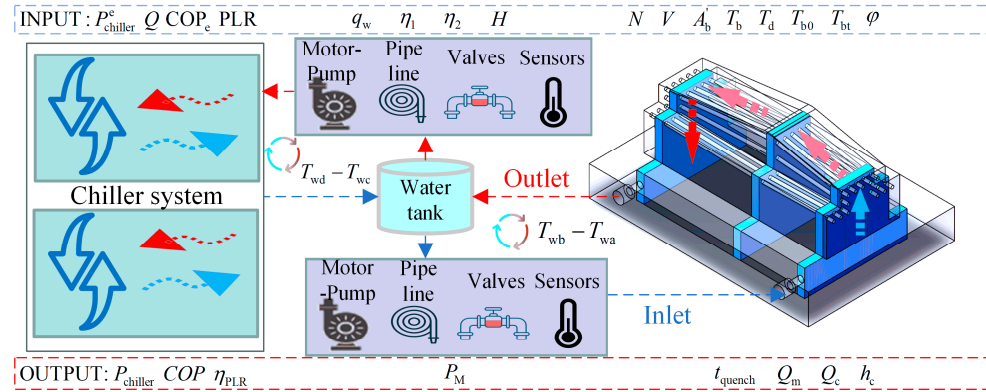 INPUT : P^e_chiller Q COP_e PLR q_w η_1 η_2 H N V A'_b T_b T_d T_b0 T_bt φ
Motor-
Pump
Pipe
line
Valves
Sensors
Chiller system
T_wd − T_wc
Water
tank
Outlet
T_wb − T_wa
Motor
-Pump
Pipe
line
Valves
Sensors
Inlet
OUTPUT: P_chiller COP η_PLR P_M t_quench Q_m Q_c h_c